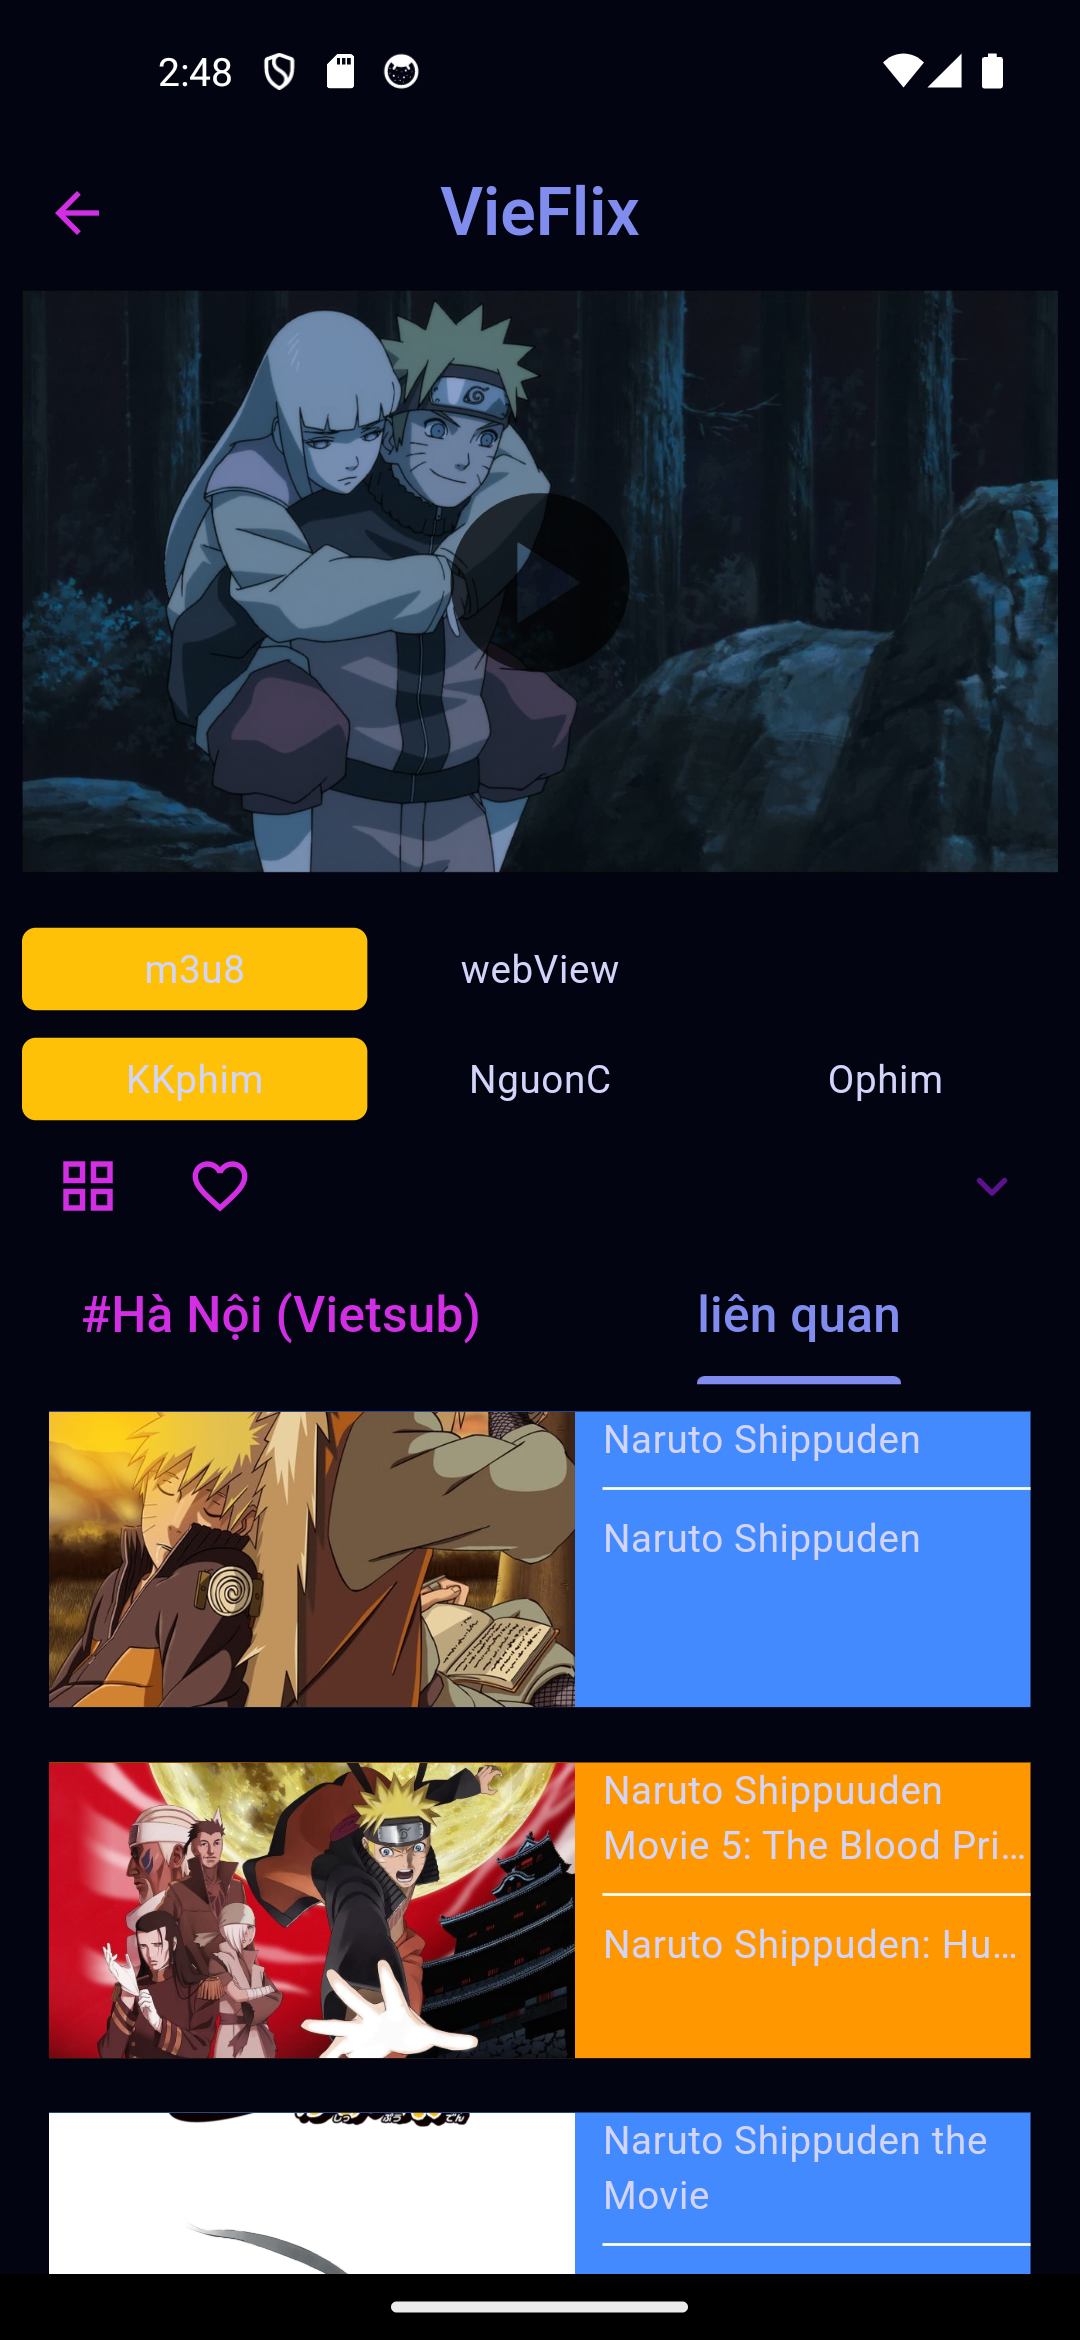 2:48
VieFlix
m3u8
webView
KKphim
NguonC
Ophim
#Hà Nội (Vietsub)
liên quan
Naruto Shippuden
Naruto Shippuden
Naruto Shippuuden
Movie 5: The Blood Pri...
Naruto Shippuden: Hu...
Naruto Shippuden the
Movie